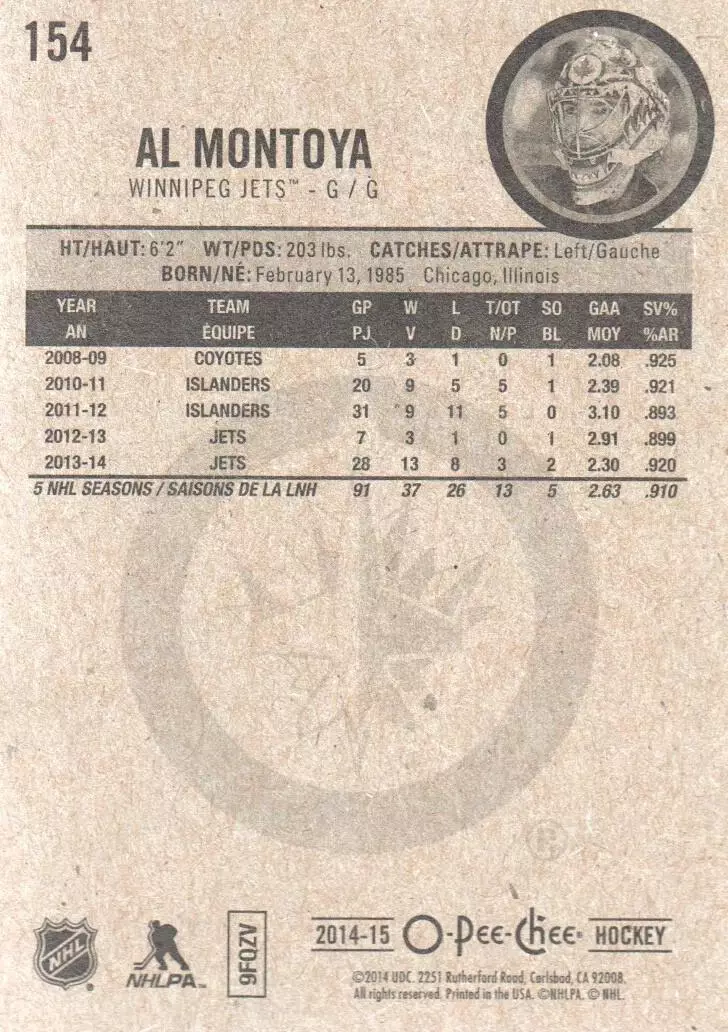 154
AL MONTOYA
WINNIPEG JETS™ - G / G
HT/HAUT: 6'2" WT/PDS: 203 lbs. CATCHES/ATTRAPE: Left/Gauche
BORN/NÉ: February 13, 1985 Chicago, Illinois
YEAR TEAM GP W L T/OT SO GAA SV%
AN ÉQUIPE PJ V D N/P BL MOY %AR
2008-09 COYOTES 5 3 1 0 1 2.08 .925
2010-11 ISLANDERS 20 9 5 5 1 2.39 .921
2011-12 ISLANDERS 31 9 11 5 0 3.10 .893
2012-13 JETS 7 3 1 0 1 2.91 .899
2013-14 JETS 28 13 8 3 2 2.30 .920
5 NHL SEASONS / SAISONS DE LA LNH 91 37 26 13 5 2.63 .910
®
NHL
NHLPA™
9FQZV
2014-15 O-Pee-Chee® HOCKEY
©2014 UDC. 2251 Rutherford Road, Carlsbad, CA 92008.
All rights reserved. Printed in the USA. ©NHLPA. © NHL.